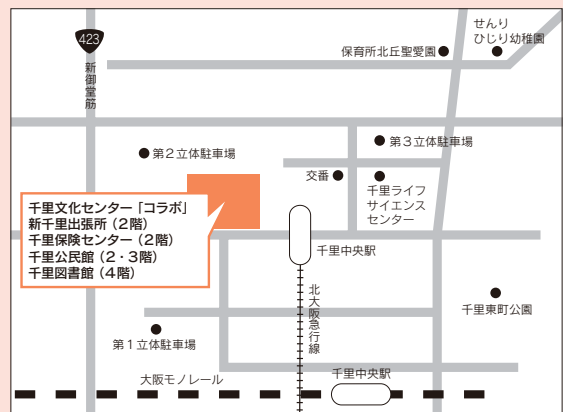 せんり
ひじり幼稚園
423
保育所北丘聖愛園
新御堂筋
第3立体駐車場
第2立体駐車場
交番
千里ライフ
サイエンス
センター
千里文化センター「コラボ」
新千里出張所（2階）
千里保険センター（2階）
千里公民館（2・3階）
千里図書館（4階）
千里中央駅
北大阪急行線
千里東町公園
第1立体駐車場
大阪モノレール
千里中央駅